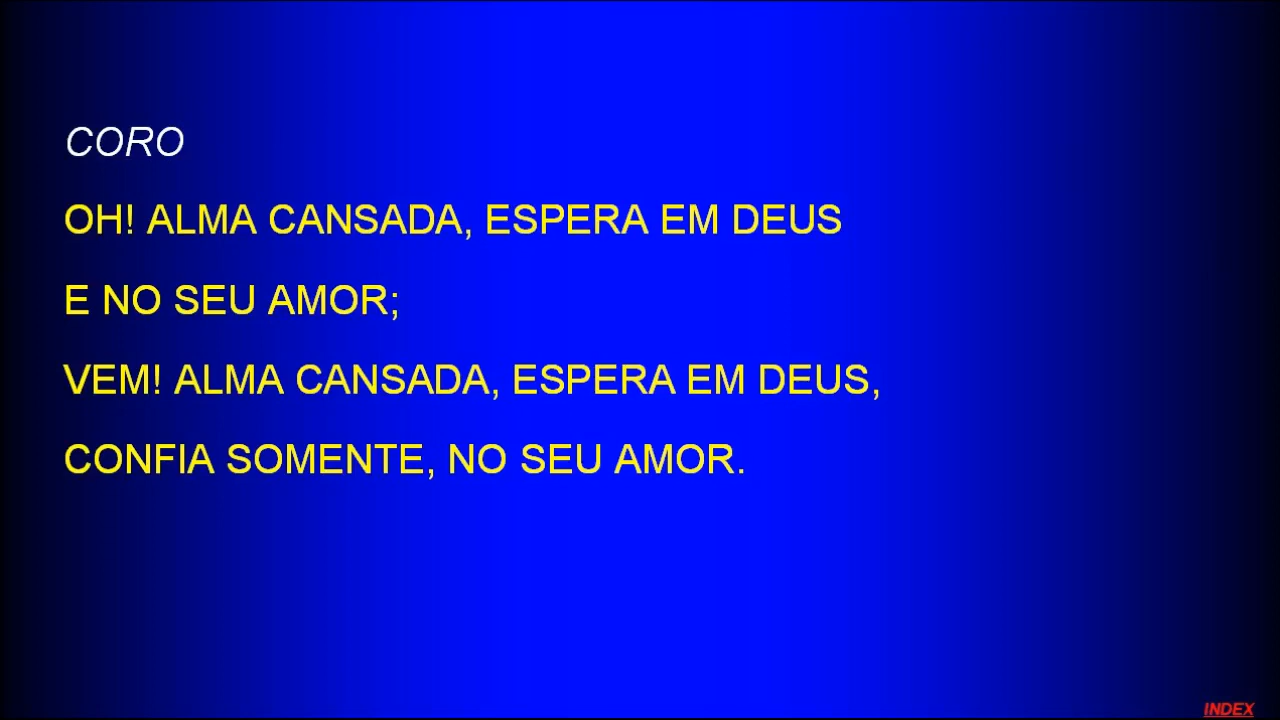 CORO
OH! ALMA CANSADA, ESPERA EM DEUS
E NO SEU AMOR;
VEM! ALMA CANSADA, ESPERA EM DEUS,
CONFIA SOMENTE, NO SEU AMOR.
INDEX